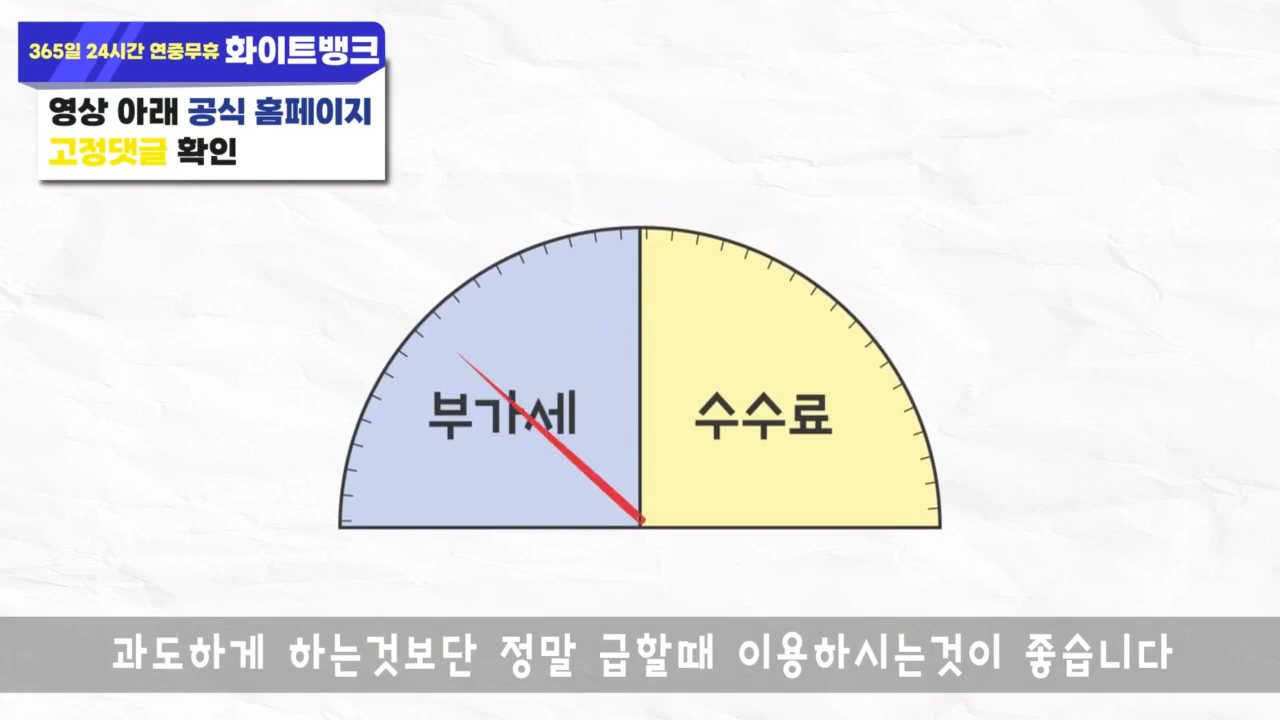 365일 24시간 연중무휴 화이트뱅크
영상 아래 공식 홈페이지
고정댓글 확인
부가세
수수료
과도하게 하는것보단 정말 급할때 이용하시는것이 좋습니다